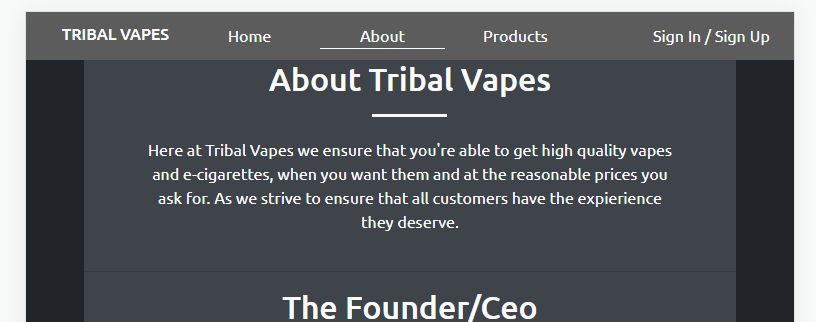 TRIBAL VAPES Home About Products Sign In / Sign Up
About Tribal Vapes
Here at Tribal Vapes we ensure that you're able to get high quality vapes
and e-cigarettes, when you want them and at the reasonable prices you
ask for. As we strive to ensure that all customers have the expierience
they deserve.
The Founder/Ceo